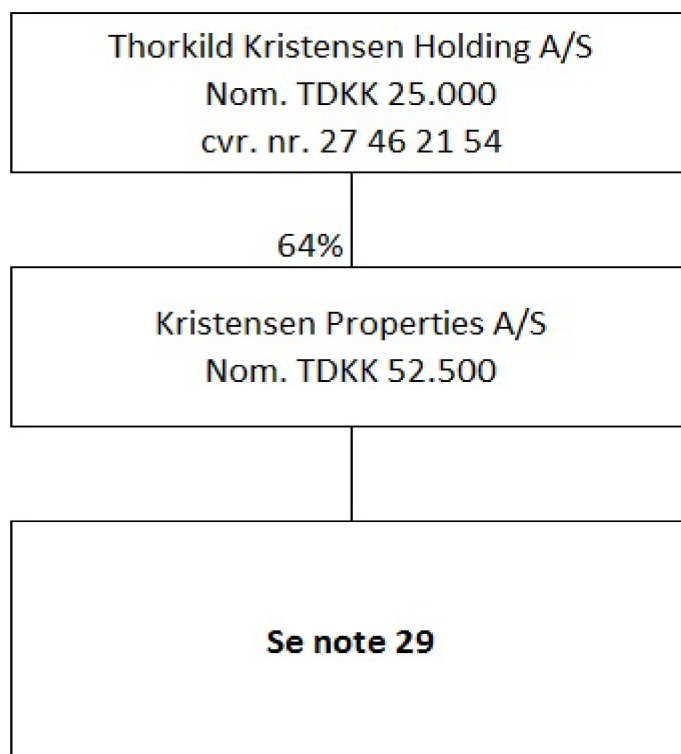 Thorkild Kristensen Holding A/S
Nom. TDKK 25.000
cvr. nr. 27 46 21 54
64%
Kristensen Properties A/S
Nom. TDKK 52.500
Se note 29